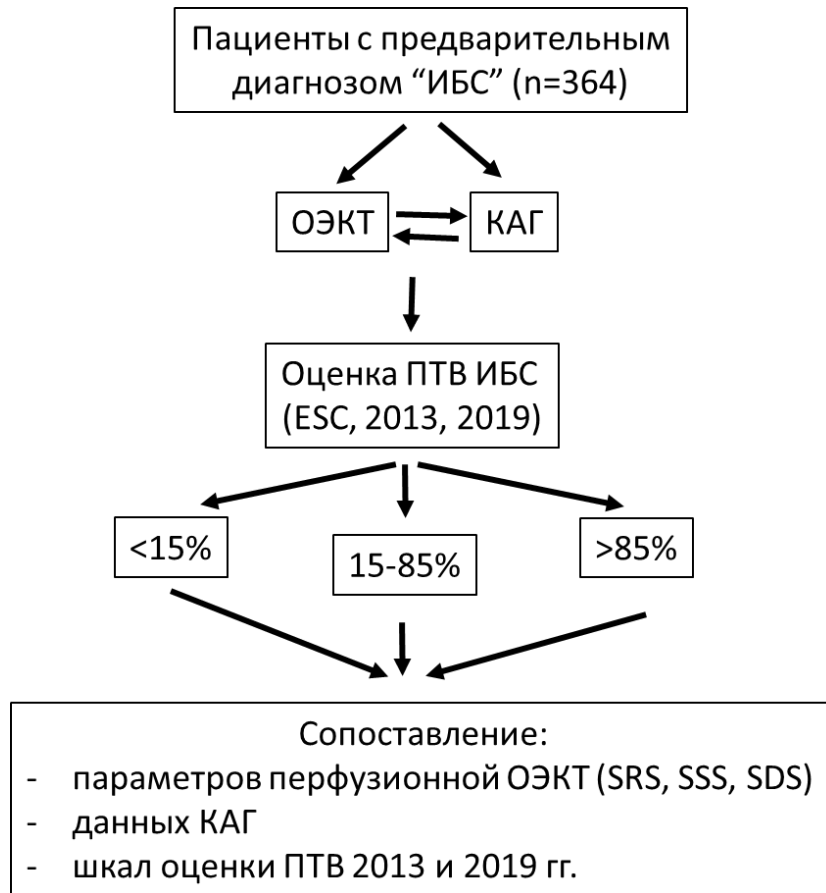 Пациенты с предварительным
диагнозом “ИБС” (n=364)
ОЭКТ
КАГ
Оценка ПТВ ИБС
(ESC, 2013, 2019)
<15%
15-85%
>85%
Сопоставление:
- параметров перфузионной ОЭКТ (SRS, SSS, SDS)
- данных КАГ
- шкал оценки ПТВ 2013 и 2019 гг.